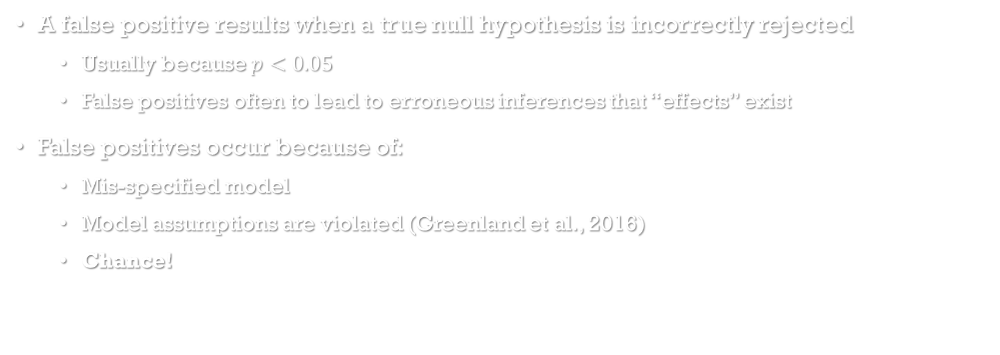 • A false positive results when a true null hypothesis is incorrectly rejected
• Usually because p < 0.05
• False positives often to lead to erroneous inferences that “effects” exist
• False positives occur because of:
• Mis-specified model
• Model assumptions are violated (Greenland et al., 2016)
• Chance!